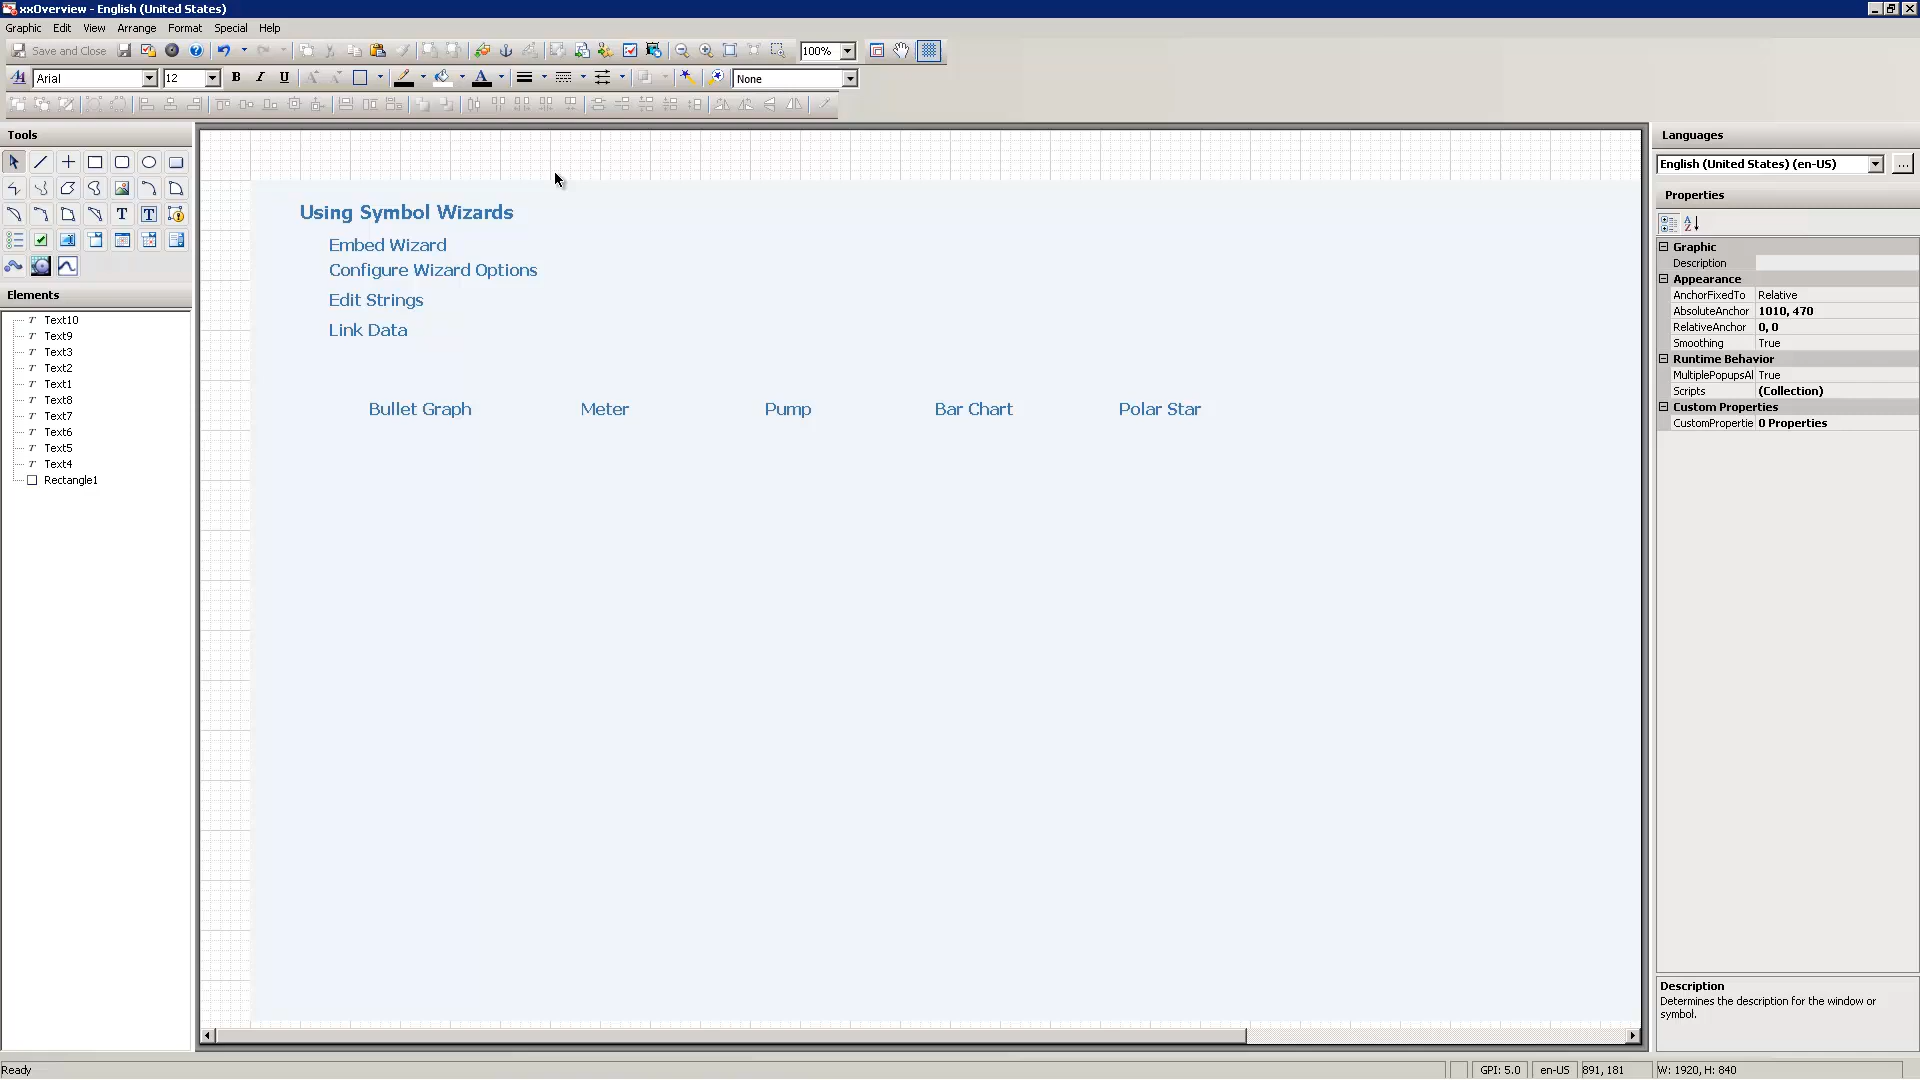 xxOverview - English (United States)
Graphic Edit View Arrange Format Special Help
Save and Close 100%
Arial 12 B I U None
Tools
Elements
Text10
Text9
Text3
Text2
Text1
Text8
Text7
Text6
Text5
Text4
Rectangle1
Using Symbol Wizards
Embed Wizard
Configure Wizard Options
Edit Strings
Link Data
Bullet Graph Meter Pump Bar Chart Polar Star
Languages
English (United States) (en-US) ...
Properties
Graphic
Description
Appearance
AnchorFixedTo Relative
AbsoluteAnchor 1010, 470
RelativeAnchor 0, 0
Smoothing True
Runtime Behavior
MultiplePopupsAl True
Scripts (Collection)
Custom Properties
CustomPropertie 0 Properties
Description
Determines the description for the window or
symbol.
Ready GPI: 5.0 en-US 891, 181 W: 1920, H: 840